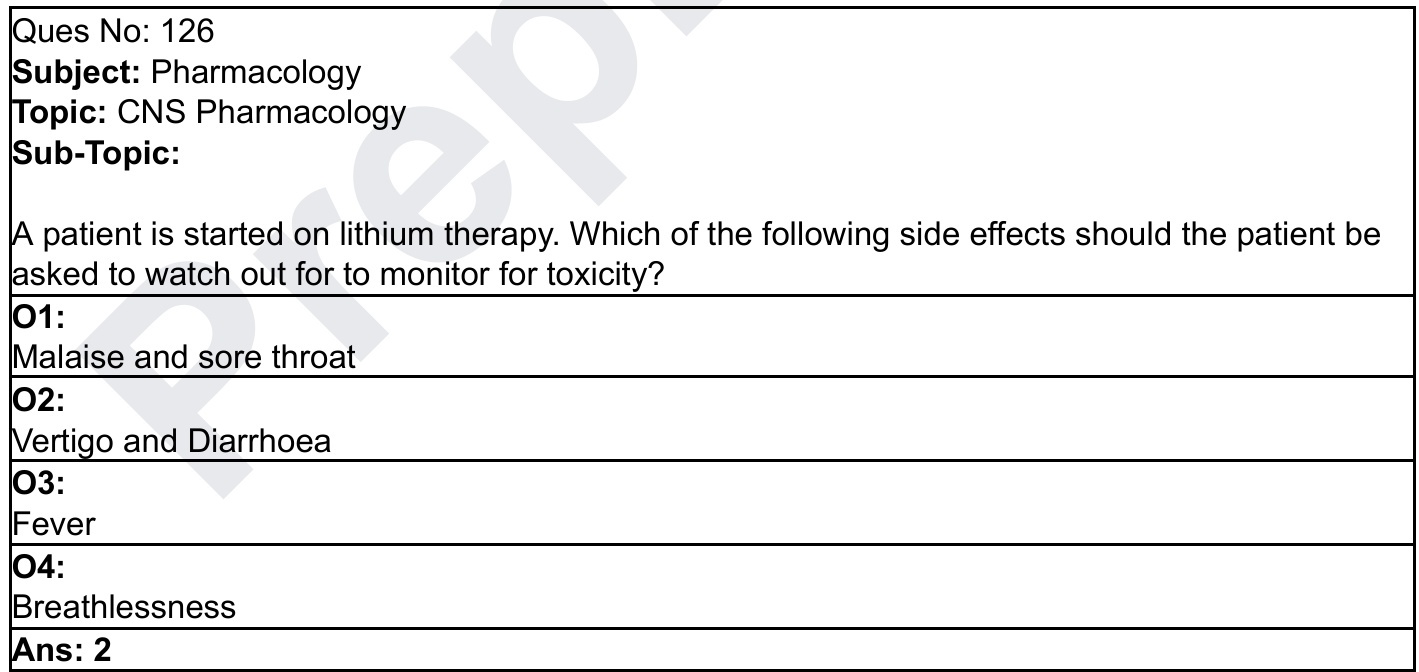 Ques No: 126
Subject: Pharmacology
Topic: CNS Pharmacology
Sub-Topic:
A patient is started on lithium therapy. Which of the following side effects should the patient be
asked to watch out for to monitor for toxicity?
O1:
Malaise and sore throat
O2:
Vertigo and Diarrhoea
O3:
Fever
O4:
Breathlessness
Ans: 2
Prep